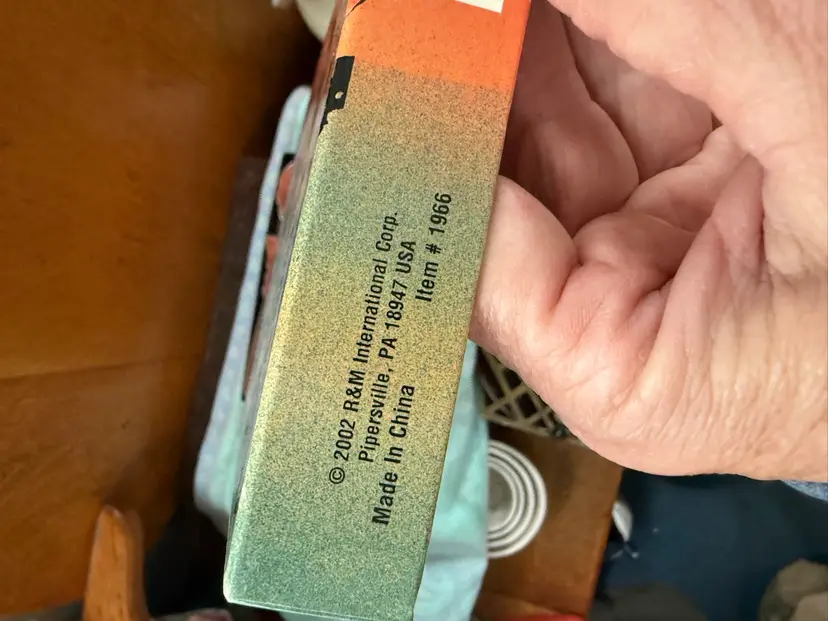 © 2002 R&M International Corp.
Pipersville, PA 18947 USA
Made In China Item # 1966